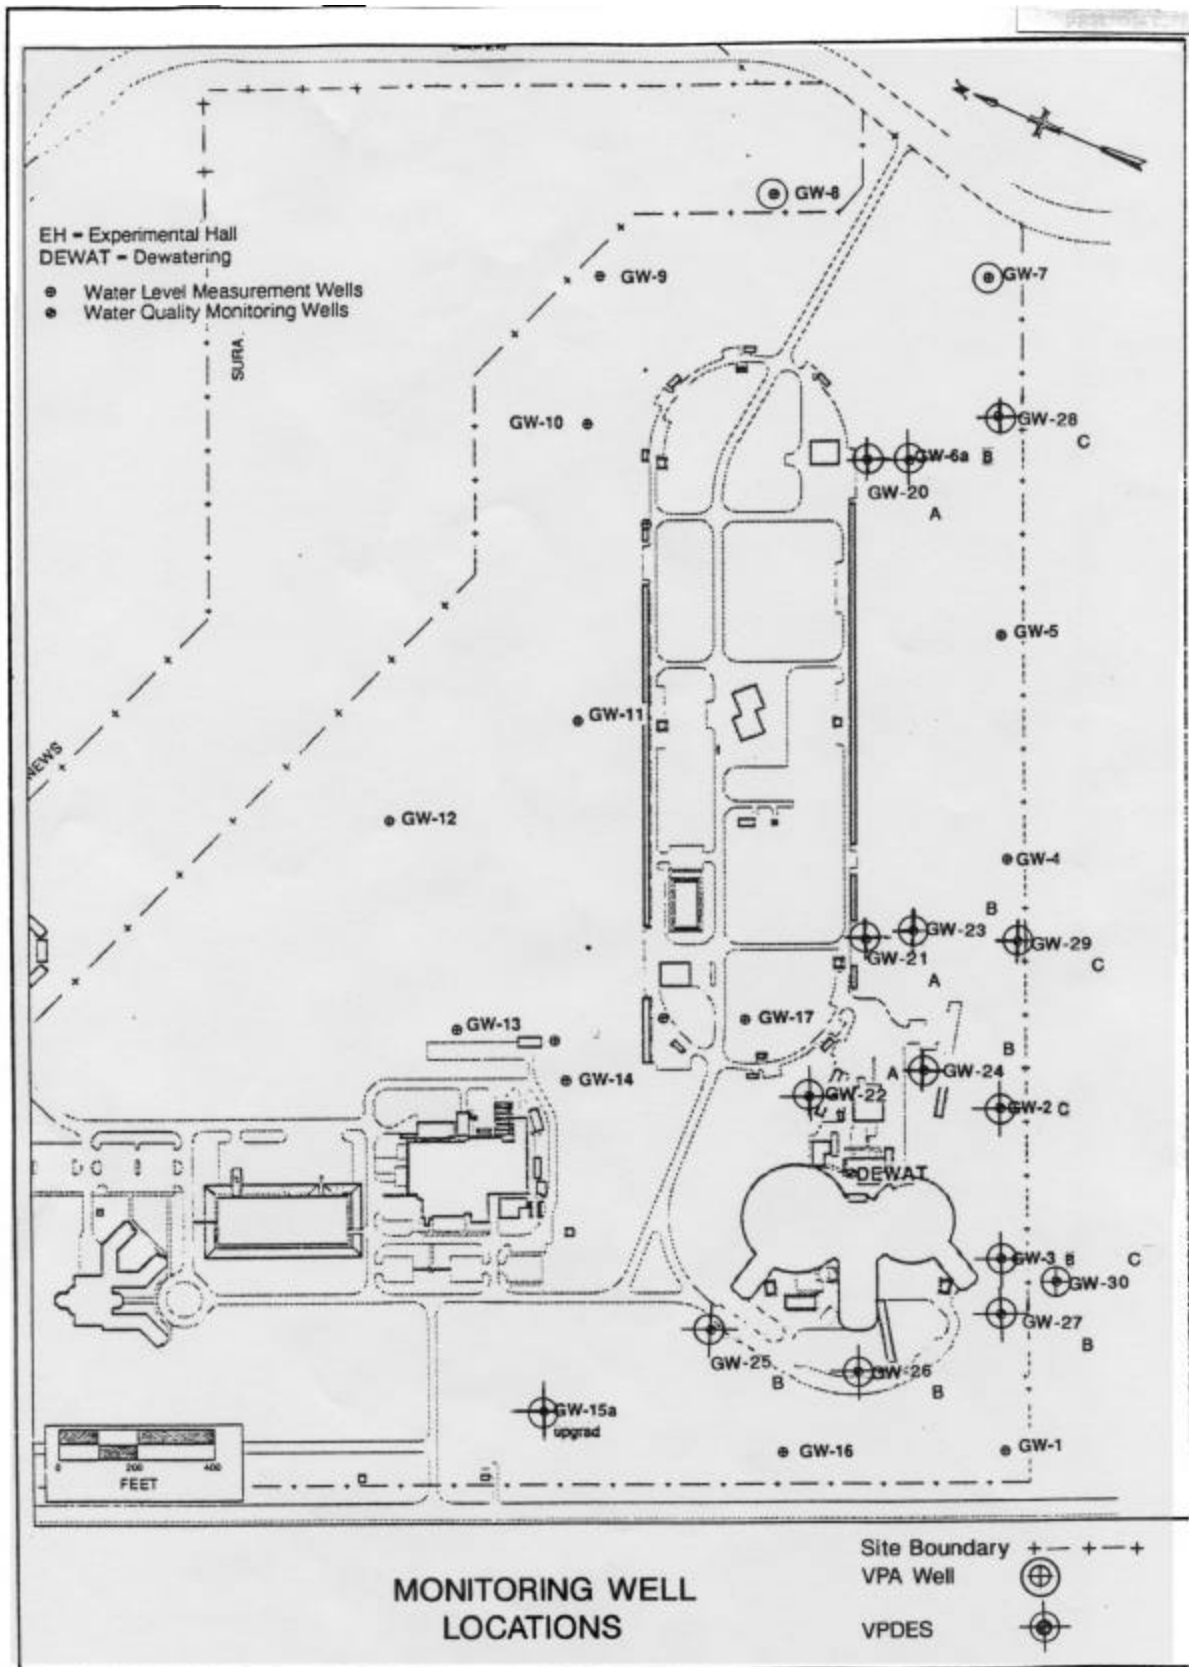 N
GW-8
EH = Experimental Hall
DEWAT = Dewatering
Water Level Measurement Wells
Water Quality Monitoring Wells
GW-9
GW-7
SURA
GW-10
GW-28
C
GW-6a B
GW-20
A
GW-5
GW-11
NEWS
GW-12
GW-4
B
GW-23
GW-29
GW-21
C
A
GW-13
GW-17
B
GW-14
A GW-24
GW-22
GW-2 C
DEWAT
GW-3 B
C
GW-30
GW-27
B
GW-25
B
GW-26
B
GW-15a
upgrad
GW-16
GW-1
0 200 400
FEET
MONITORING WELL
LOCATIONS
Site Boundary
VPA Well
VPDES